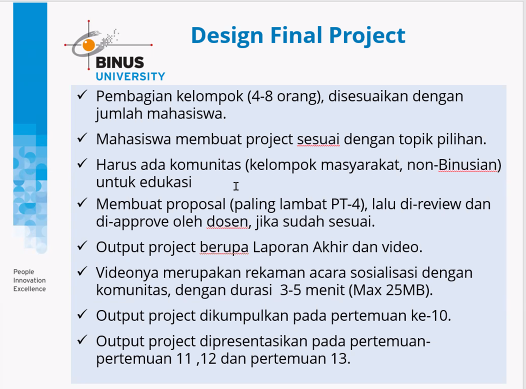 Design Final Project
BINUS
UNIVERSITY
✓ Pembagian kelompok (4-8 orang), disesuaikan dengan
jumlah mahasiswa.
✓ Mahasiswa membuat project sesuai dengan topik pilihan.
✓ Harus ada komunitas (kelompok masyarakat, non-Binusian)
untuk edukasi
✓ Membuat proposal (paling lambat PT-4), lalu di-review dan
di-approve oleh dosen, jika sudah sesuai.
✓ Output project berupa Laporan Akhir dan video.
✓ Videonya merupakan rekaman acara sosialisasi dengan
komunitas, dengan durasi 3-5 menit (Max 25MB).
✓ Output project dikumpulkan pada pertemuan ke-10.
✓ Output project dipresentasikan pada pertemuan-
pertemuan 11 ,12 dan pertemuan 13.
People
Innovation
Excellence